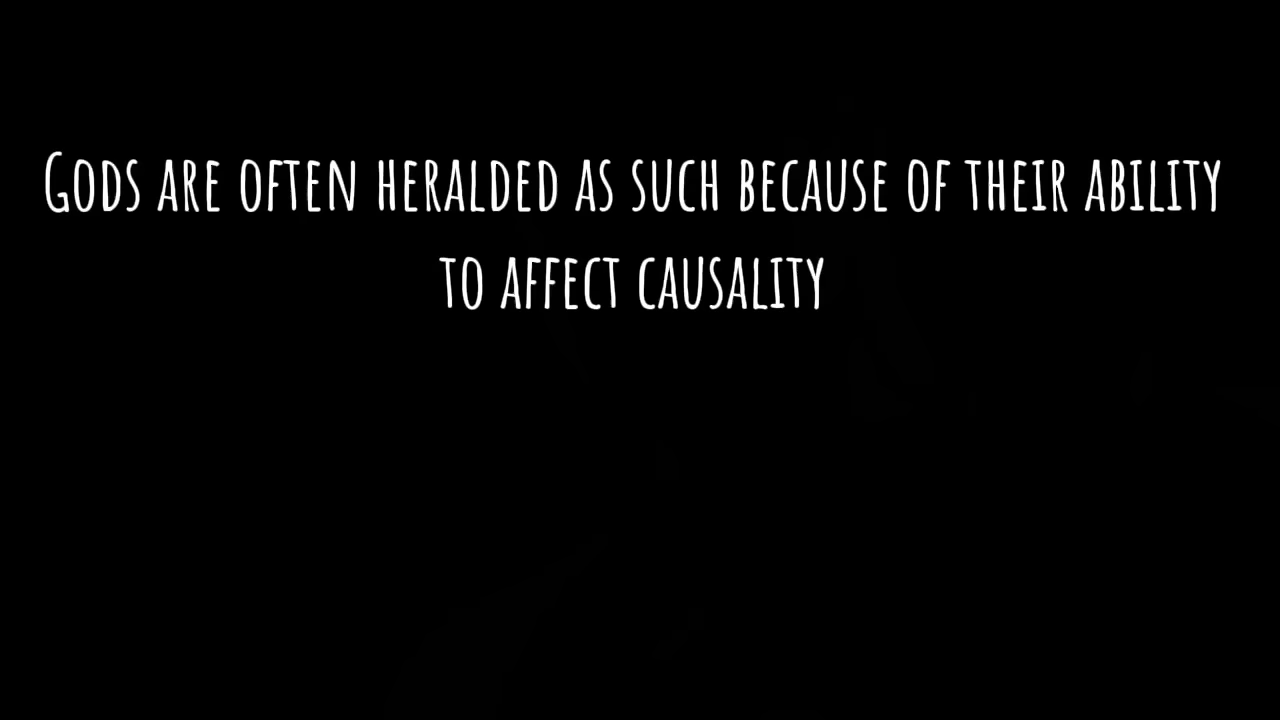 Gods are often heralded as such because of their ability
to affect causality